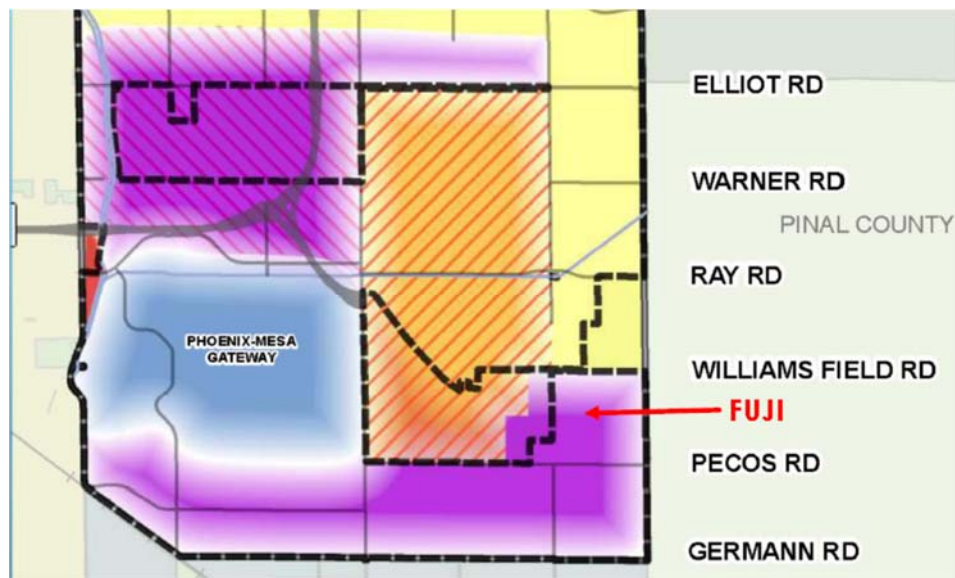 ELLIOT RD
WARNER RD
PINAL COUNTY
RAY RD
PHOENIX-MESA
GATEWAY
WILLIAMS FIELD RD
FUJI
PECOS RD
GERMANN RD